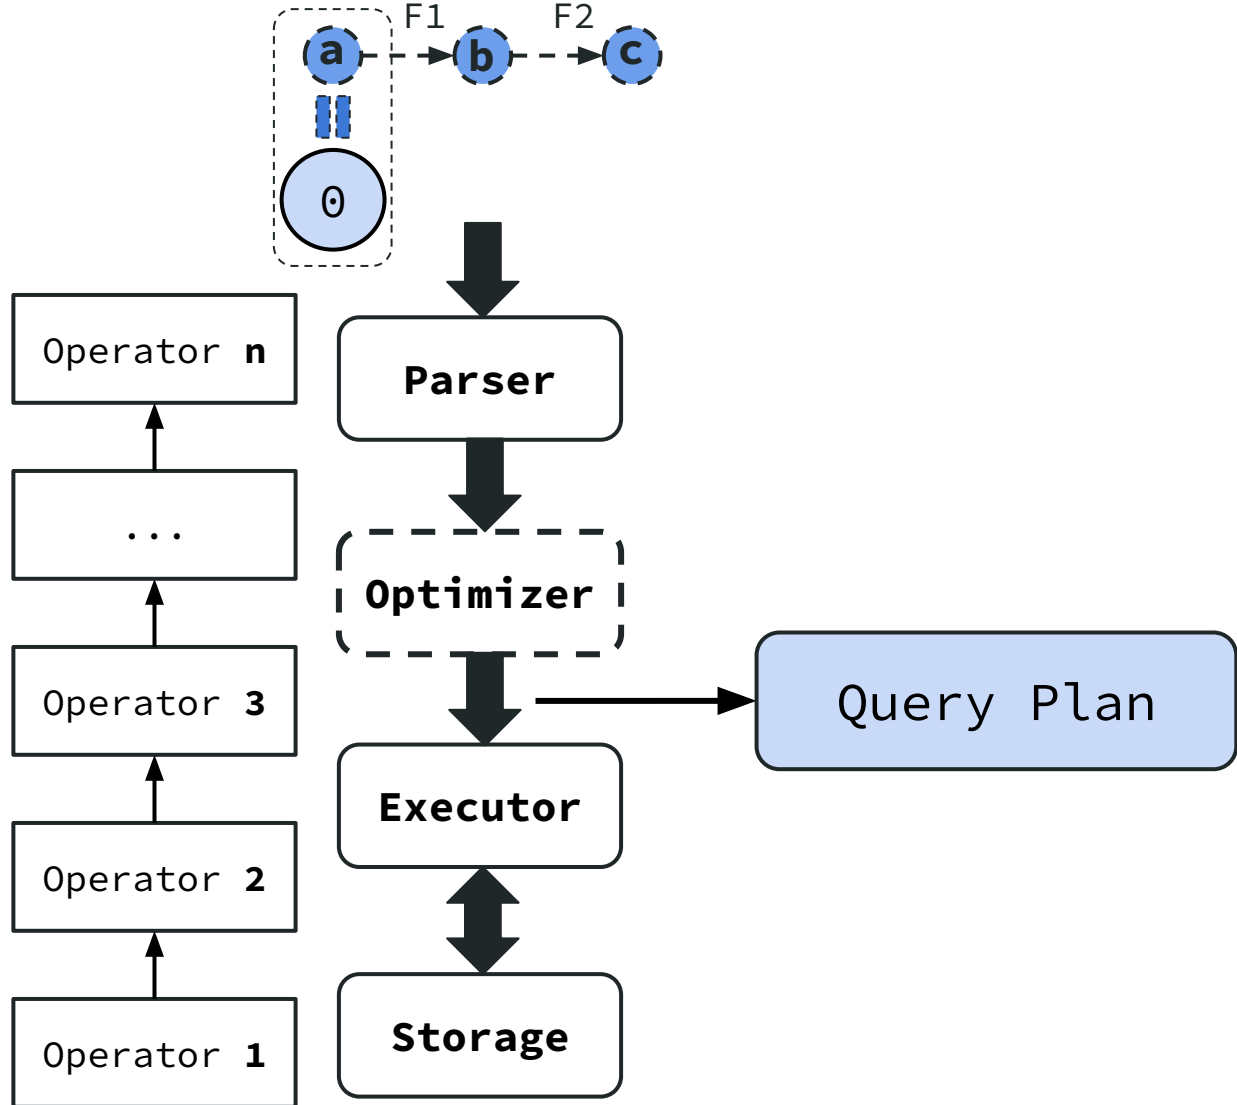 F1 F2
a b c
0
Operator n
Parser
...
Optimizer
Operator 3
Query Plan
Executor
Operator 2
Storage
Operator 1